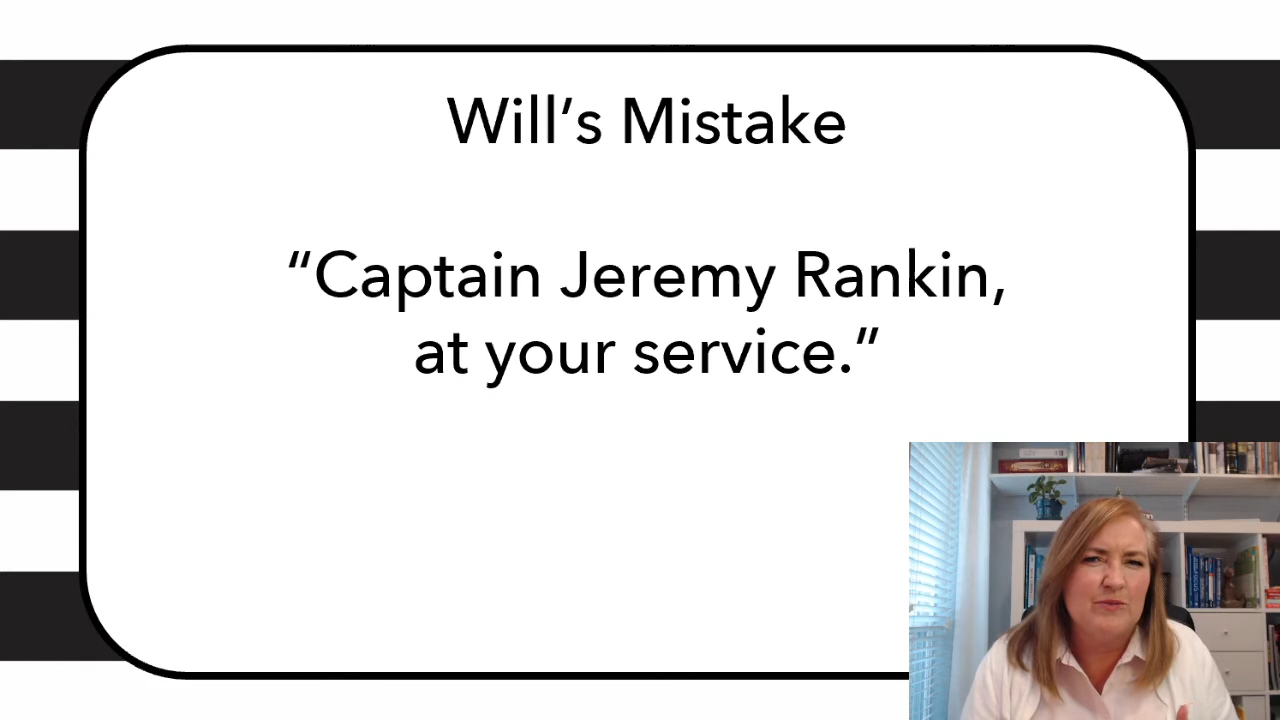 Will’s Mistake
“Captain Jeremy Rankin,
at your service.”